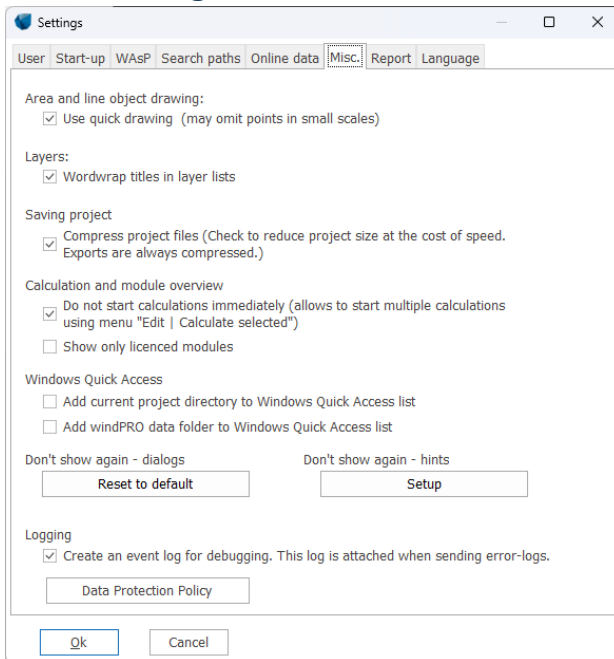 Settings
User Start-up WAsP Search paths Online data Misc. Report Language
Area and line object drawing:
Use quick drawing (may omit points in small scales)
Layers:
Wordwrap titles in layer lists
Saving project
Compress project files (Check to reduce project size at the cost of speed.
Exports are always compressed.)
Calculation and module overview
Do not start calculations immediately (allows to start multiple calculations
using menu "Edit | Calculate selected")
Show only licenced modules
Windows Quick Access
Add current project directory to Windows Quick Access list
Add windPRO data folder to Windows Quick Access list
Don't show again - dialogs Don't show again - hints
Reset to default Setup
Logging
Create an event log for debugging. This log is attached when sending error-logs.
Data Protection Policy
Ok Cancel